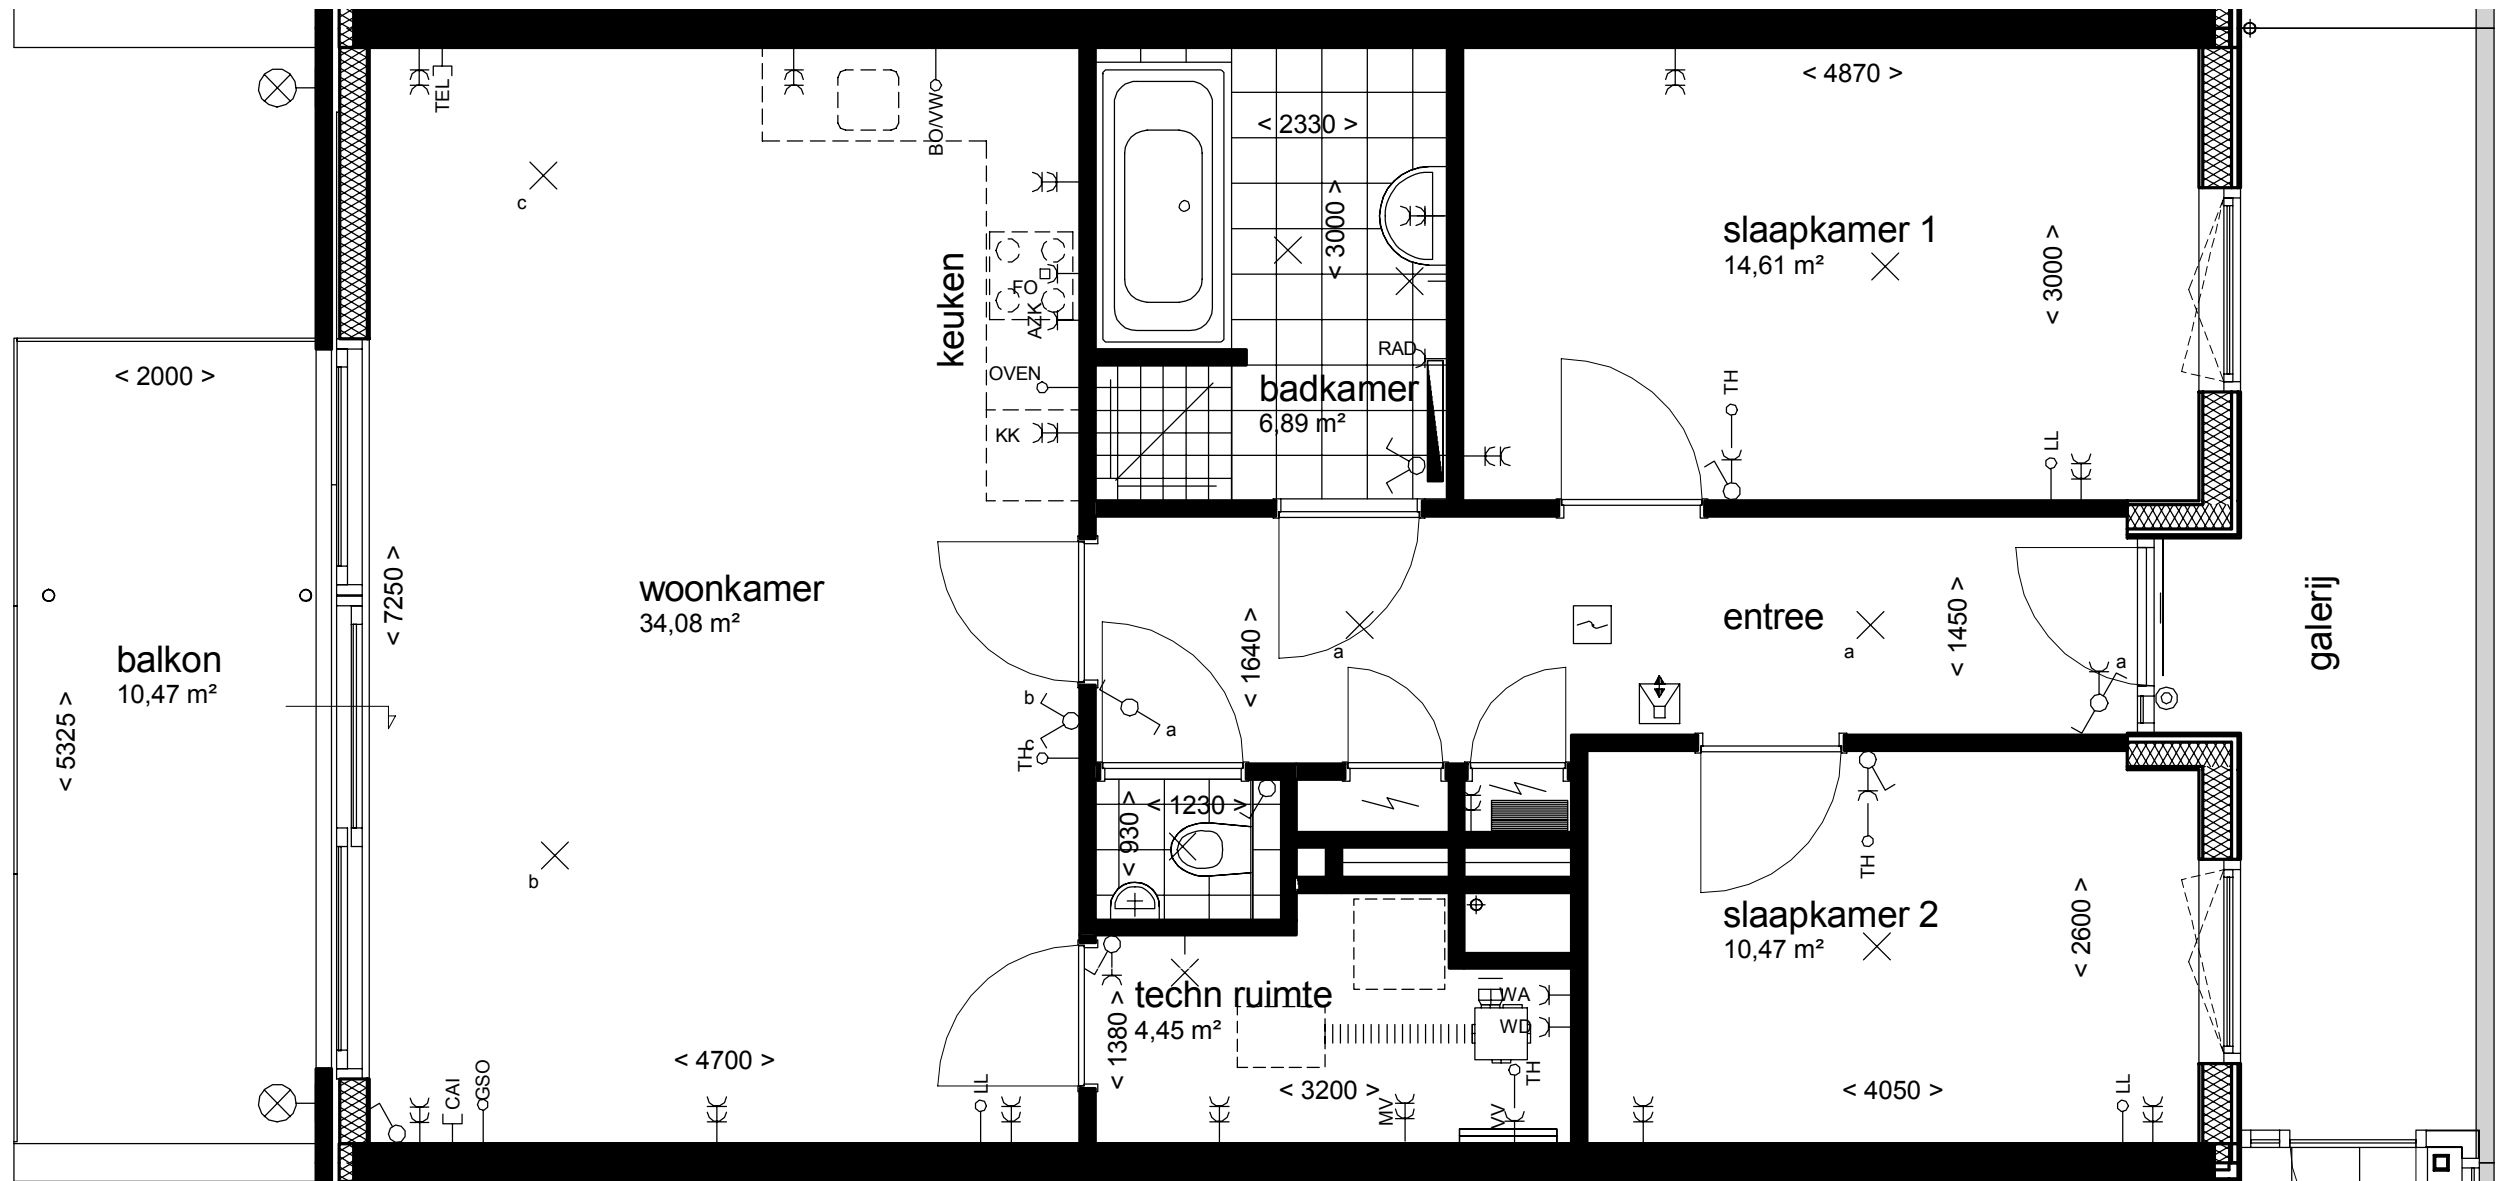 TEL
BO/VW
< 4870 >
< 2330 >
c
< 3000 >
slaapkamer 1
14,61 m²
< 3000 >
keuken
FO
AZK
RAD
OVEN
< 2000 >
badkamer
6,89 m²
TH
KK
LL
woonkamer
34,08 m²
< 7250 >
entree
< 1450 >
galerij
balkon
10,47 m²
< 1640 >
a
a
a
< 5325 >
b
c
a
TH
< 1230 >
< 930 >
b
TH
slaapkamer 2
10,47 m²
< 2600 >
techn ruimte
4,45 m²
< 1380 >
WA
WD
TH
< 4700 >
CAI
GSO
LL
< 3200 >
MV
VV
< 4050 >
LL